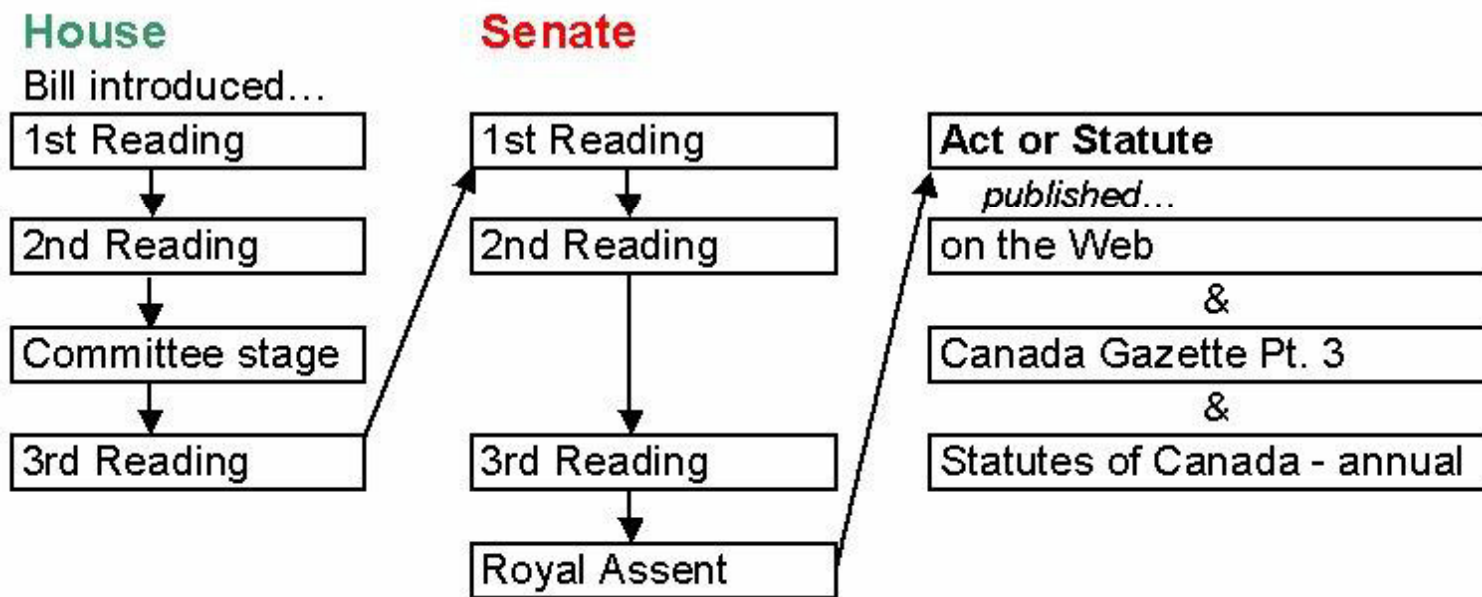 House
Bill introduced...
1st Reading
2nd Reading
Committee stage
3rd Reading
Senate
1st Reading
2nd Reading
3rd Reading
Royal Assent
Act or Statute
published...
on the Web
&
Canada Gazette Pt. 3
&
Statutes of Canada - annual